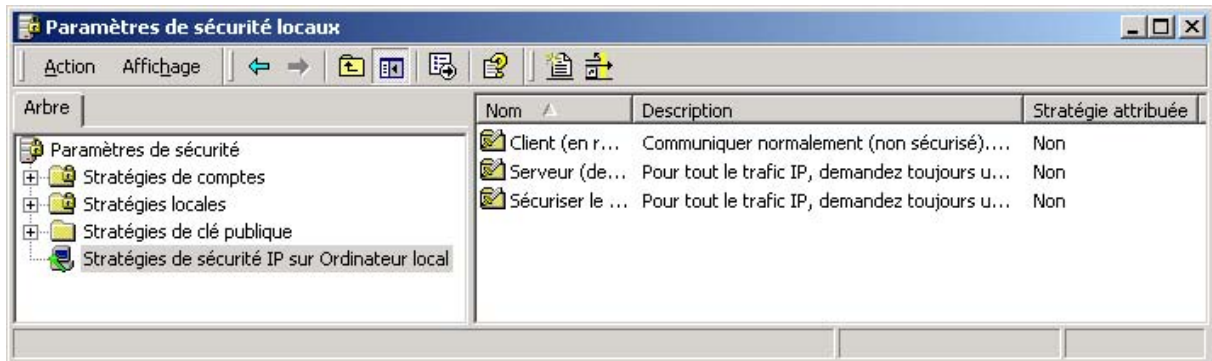 Paramètres de sécurité locaux
Action Affichage
Arbre
Nom Description Stratégie attribuée
Paramètres de sécurité
Stratégies de comptes
Stratégies locales
Stratégies de clé publique
Stratégies de sécurité IP sur Ordinateur local
Client (en r... Communiquer normalement (non sécurisé).... Non
Serveur (de... Pour tout le trafic IP, demandez toujours u... Non
Sécuriser le ... Pour tout le trafic IP, demandez toujours u... Non